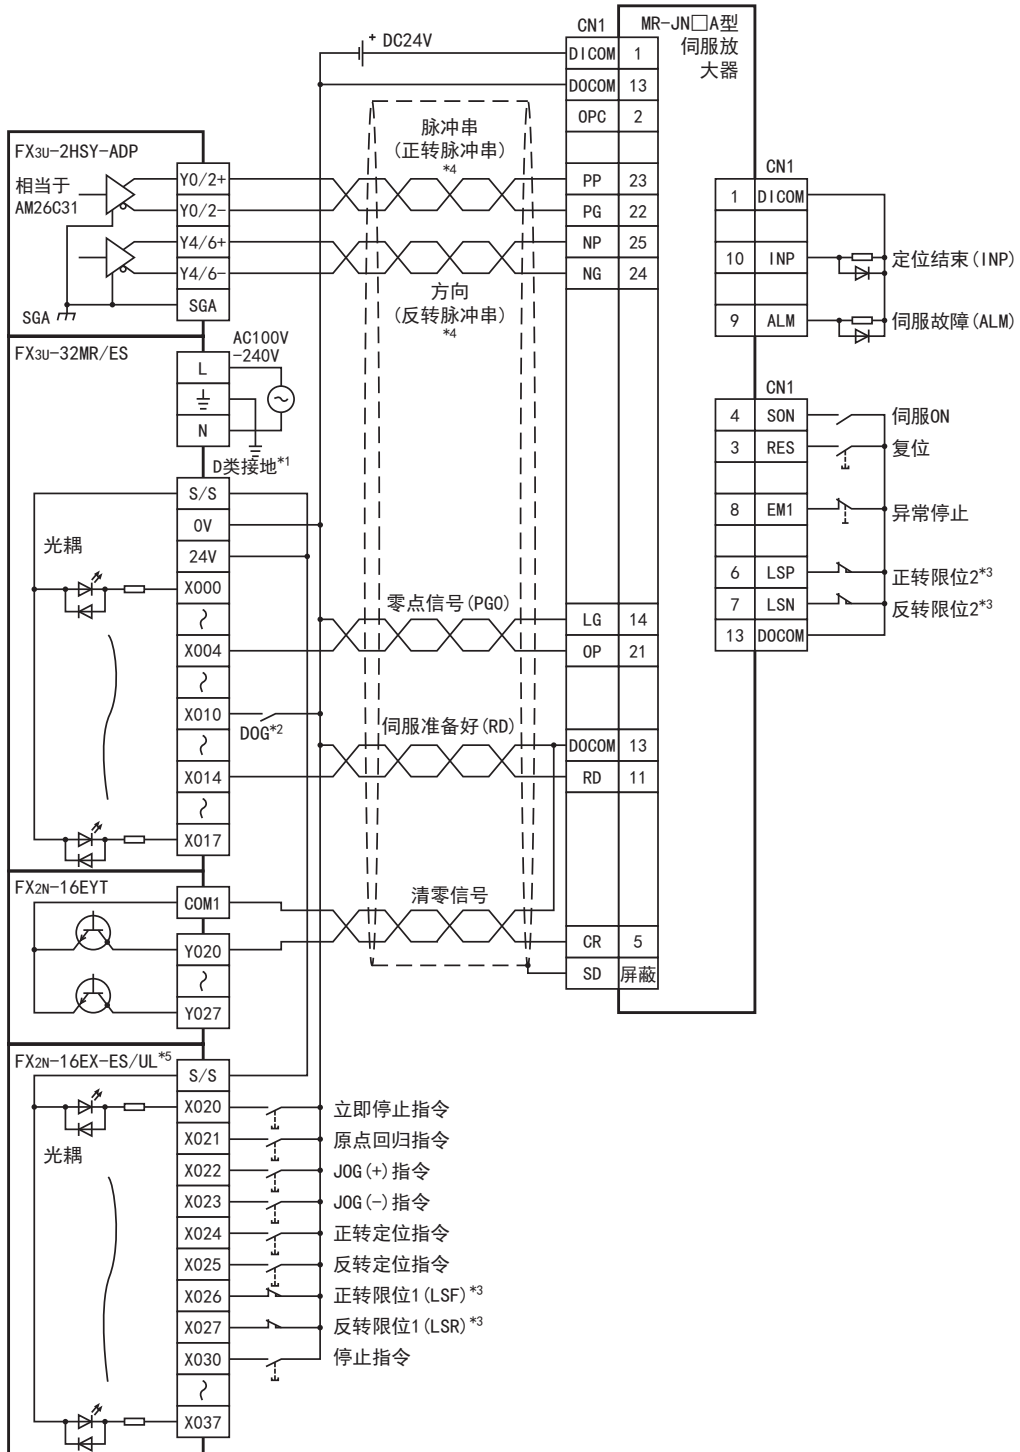 CN1
MR-JN□A型
伺服放
大器
+ DC24V
DICOM 1
DOCOM 13
OPC 2
脉冲串
(正转脉冲串)
*4
FX3U-2HSY-ADP
相当于
AM26C31
Y0/2+
Y0/2-
Y4/6+
Y4/6-
SGA
SGA
PP 23
PG 22
NP 25
NG 24
方向
(反转脉冲串)
*4
CN1
1 DICOM
10 INP 定位结束(INP)
9 ALM 伺服故障(ALM)
FX3U-32MR/ES
AC100V
-240V
L
N
D类接地*1
CN1
4 SON 伺服ON
3 RES 复位
8 EM1 异常停止
6 LSP 正转限位2*3
7 LSN 反转限位2*3
13 DOCOM
S/S
0V
24V
光耦
X000
X004
X010
DOG*2
X014
X017
零点信号(PG0)
LG 14
OP 21
伺服准备好(RD)
DOCOM 13
RD 11
FX2N-16EYT
COM1
Y020
Y027
清零信号
CR 5
SD 屏蔽
FX2N-16EX-ES/UL*5
S/S
光耦
X020 立即停止指令
X021 原点回归指令
X022 JOG(+)指令
X023 JOG(-)指令
X024 正转定位指令
X025 反转定位指令
X026 正转限位1(LSF)*3
X027 反转限位1(LSR)*3
X030 停止指令
X037